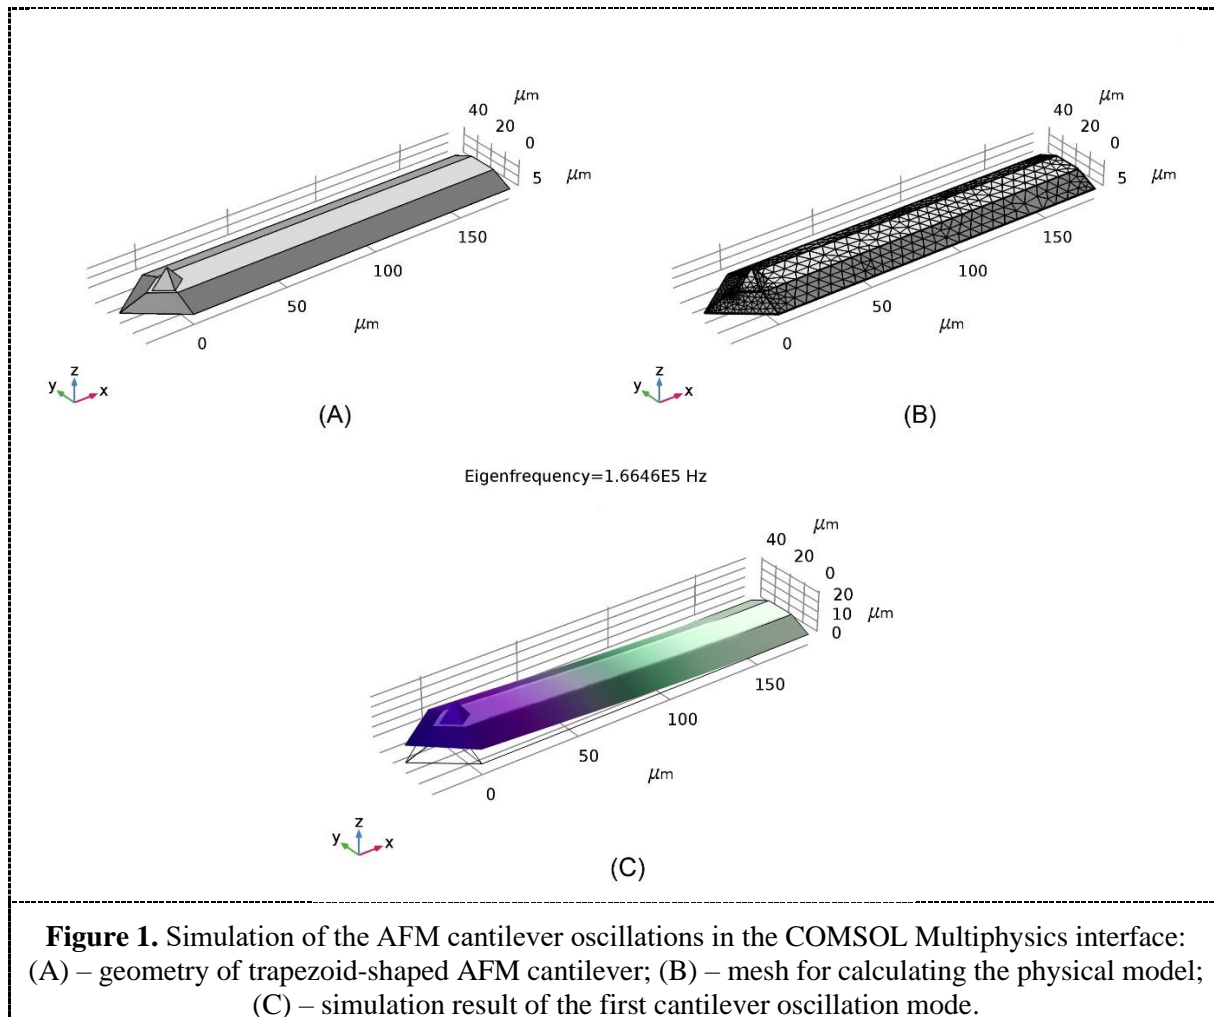 μm
40
20
0
5 μm
150
100
50
μm
0
z
y x
(A)
μm
40
20
0
5 μm
150
100
50
μm
0
z
y x
(B)
Eigenfrequency=1.6646E5 Hz
μm
40
20
0
20
10 μm
0
150
100
50
μm
0
z
y x
(C)
Figure 1. Simulation of the AFM cantilever oscillations in the COMSOL Multiphysics interface:
(A) – geometry of trapezoid-shaped AFM cantilever; (B) – mesh for calculating the physical model;
(C) – simulation result of the first cantilever oscillation mode.